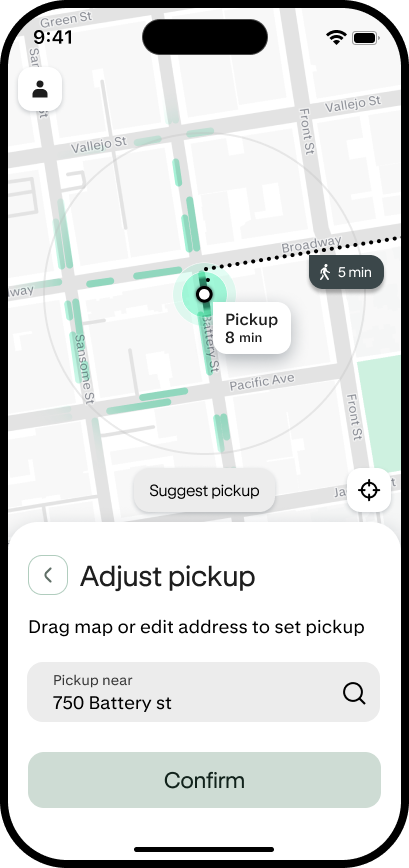 Green St
9:41
Vallejo St
Vallejo St
Front St
Broadway
5 min
Pickup
8 min
Battery St
Sansome St
Pacific Ave
Front St
Suggest pickup
Adjust pickup
Drag map or edit address to set pickup
Pickup near
750 Battery st
Confirm